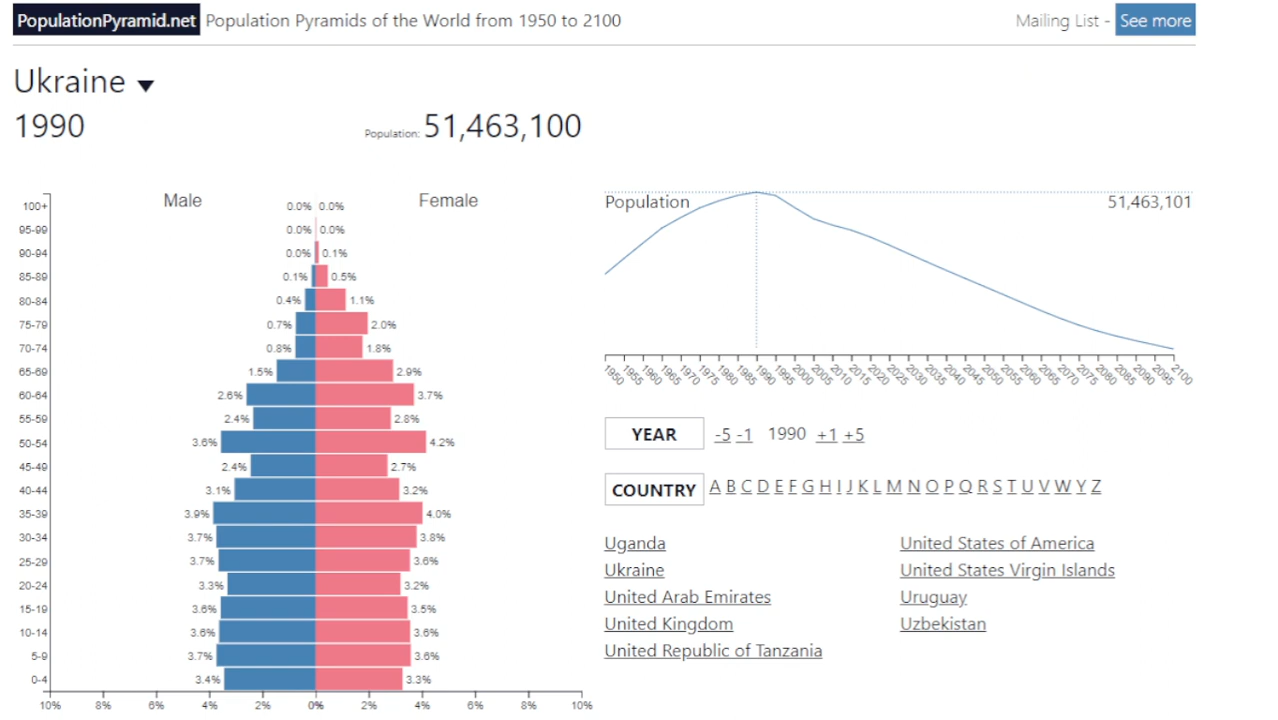 PopulationPyramid.net Population Pyramids of the World from 1950 to 2100 Mailing List - See more
Ukraine
1990 Population: 51,463,100
Male Female
100+ 0.0% 0.0%
95-99 0.0% 0.0%
90-94 0.0% 0.1%
85-89 0.1% 0.5%
80-84 0.4% 1.1%
75-79 0.7% 2.0%
70-74 0.8% 1.8%
65-69 1.5% 2.9%
60-64 2.6% 3.7%
55-59 2.4% 2.8%
50-54 3.6% 4.2%
45-49 2.4% 2.7%
40-44 3.1% 3.2%
35-39 3.9% 4.0%
30-34 3.7% 3.8%
25-29 3.7% 3.6%
20-24 3.3% 3.2%
15-19 3.6% 3.5%
10-14 3.6% 3.6%
5-9 3.7% 3.6%
0-4 3.4% 3.3%
10% 8% 6% 4% 2% 0% 2% 4% 6% 8% 10%
Population 51,463,101
1950 1955 1960 1965 1970 1975 1980 1985 1990 1995 2000 2005 2010 2015 2020 2025 2030 2035 2040 2045 2050 2055 2060 2065 2070 2075 2080 2085 2090 2095 2100
YEAR -5 -1 1990 +1 +5
COUNTRY A B C D E F G H I J K L M N O P Q R S T U V W Y Z
Uganda
Ukraine
United Arab Emirates
United Kingdom
United Republic of Tanzania
United States of America
United States Virgin Islands
Uruguay
Uzbekistan